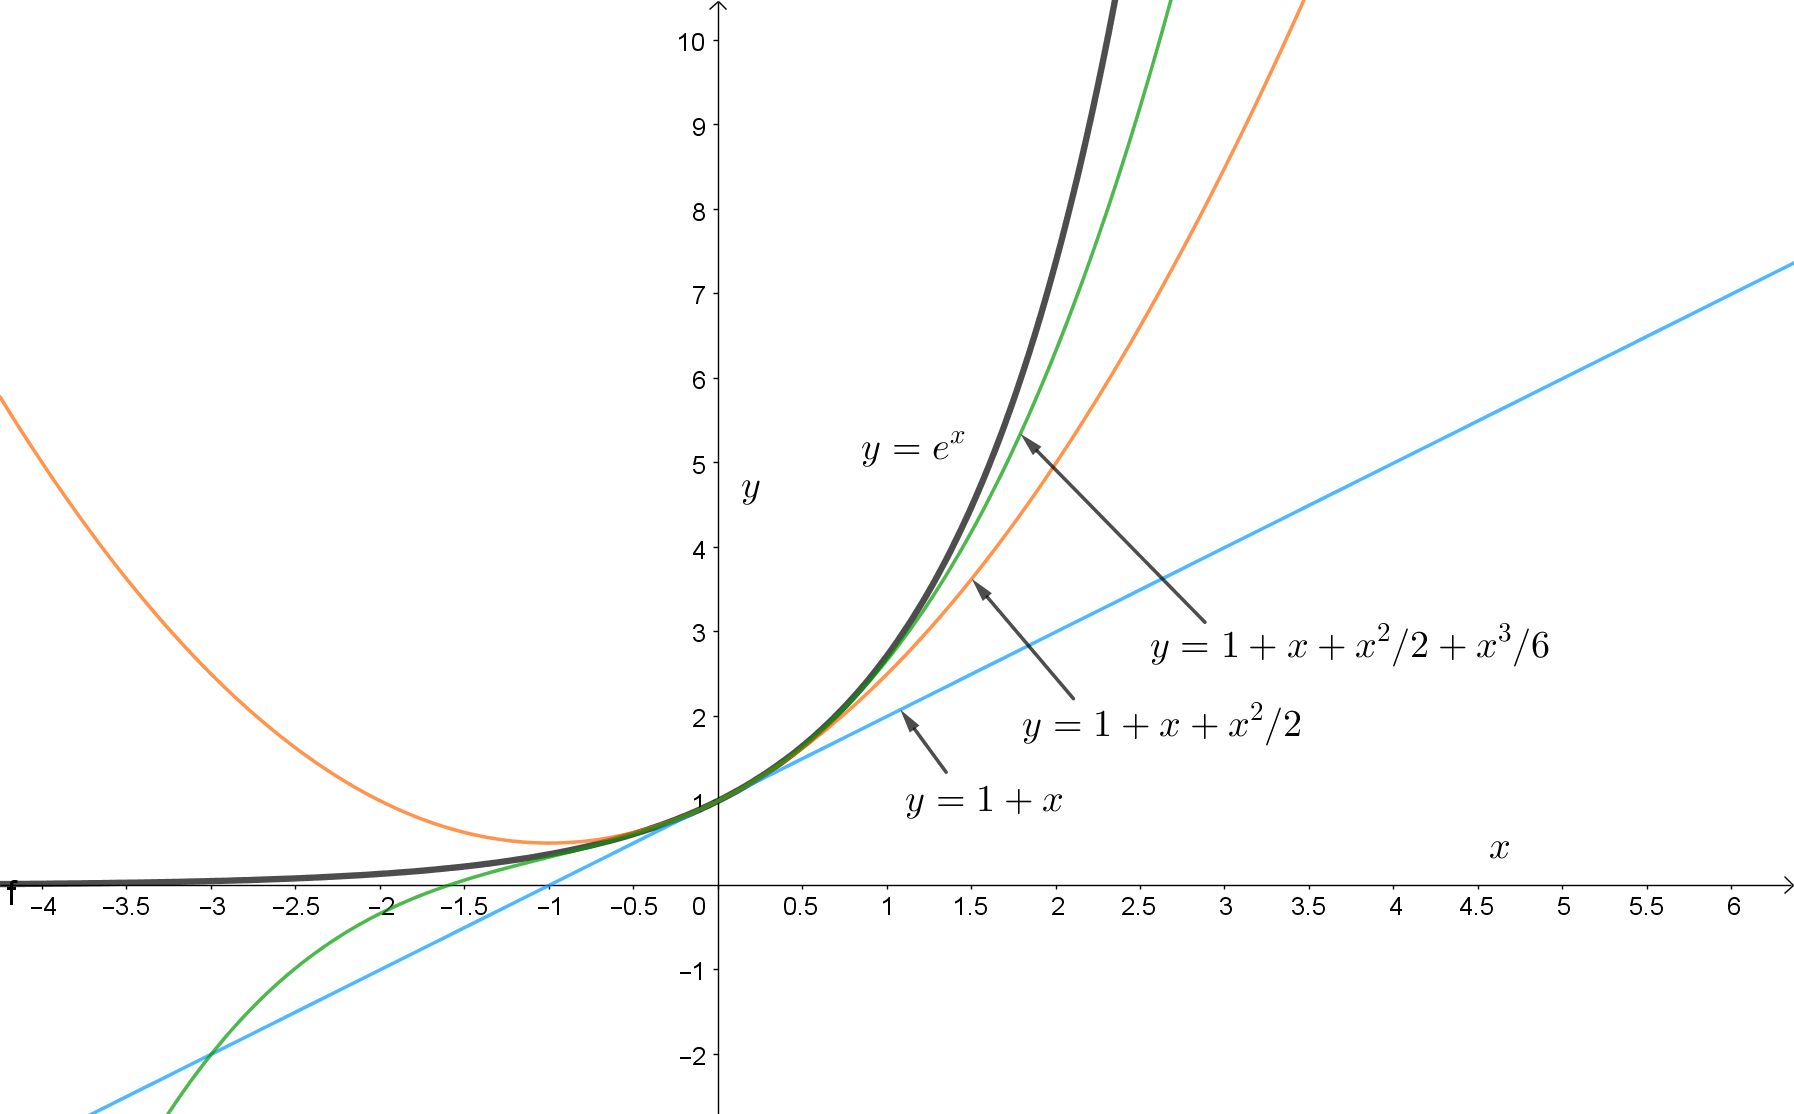 10
9
8
7
6
y = e^x
5
y
4
3
y = 1 + x + x^2/2 + x^3/6
2
y = 1 + x + x^2/2
1
y = 1 + x
x
f
–4 –3.5 –3 –2.5 –2 –1.5 –1 –0.5 0 0.5 1 1.5 2 2.5 3 3.5 4 4.5 5 5.5 6
–1
–2